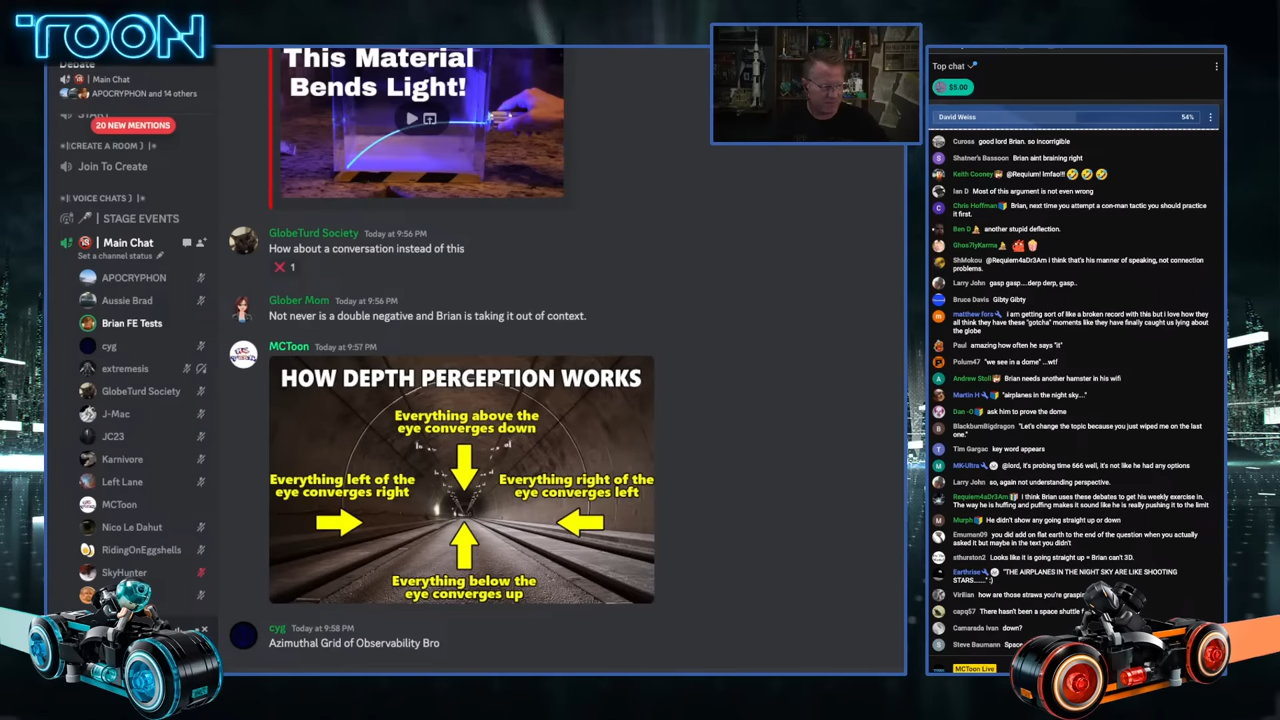 TOON
Debate
Main Chat
APOCRYPHON and 14 others
START
20 NEW MENTIONS
CREATE A ROOM
Join To Create
VOICE CHATS
STAGE EVENTS
Main Chat
Set a channel status
APOCRYPHON
Aussie Brad
Brian FE Tests
cyg
extremesis
GlobeTurd Society
J-Mac
JC23
Karnivore
Left Lane
MCToon
Nico Le Dahut
RidingOnEggshells
SkyHunter
This Material
Bends Light!
GlobeTurd Society Today at 9:56 PM
How about a conversation instead of this
1
Glober Mom Today at 9:56 PM
Not never is a double negative and Brian is taking it out of context.
MCToon Today at 9:57 PM
HOW DEPTH PERCEPTION WORKS
Everything above the
eye converges down
Everything left of the
eye converges right
Everything right of the
eye converges left
Everything below the
eye converges up
cyg Today at 9:58 PM
Azimuthal Grid of Observability Bro
Top chat
$5.00
David Weiss 54%
Cuross good lord Brian. so incorrigible
Shatner's Bassoon Brian aint braining right
Keith Cooney @Requium! lmfao!!!
Ian D Most of this argument is not even wrong
Chris Hoffman Brian, next time you attempt a con-man tactic you should practice
it first.
Ben D another stupid deflection.
Ghos7lyKarma
ShMokou @Requiem4aDr3Am i think that's his manner of speaking, not connection
problems.
Larry John gasp gasp....derp derp, gasp..
Bruce Davis Gibty Gibty
matthew fors i am getting sort of like a broken record with this but i love how they
all think they have these "gotcha" moments like they have finally caught us lying about
the globe
Paul amazing how often he says "it"
Polum47 "we see in a dome" ...wtf
Andrew Stoll Brian needs another hamster in his wifi
Martin H "airplanes in the night sky...."
Dan -O ask him to prove the dome
BlackburnBigdragon "Let's change the topic because you just wiped me on the last
one."
Tim Gargac key word appears
MK-Ultra @lord, it's probing time 666 well, it's not like he had any options
Larry John so, again not understanding perspective.
Requiem4aDr3Am I think Brian uses these debates to get his weekly exercise in.
The way he is huffing and puffing makes it sound like he is really pushing it to the limit
Murph He didn't show any going straight up or down
Emuman09 you did add on flat earth to the end of the question when you actually
asked it but maybe in the text you didn't
sthurston2 Looks like it is going straight up = Brian can't 3D.
Earthrise "THE AIRPLANES IN THE NIGHT SKY ARE LIKE SHOOTING
STARS........" :)
Virilian how are those straws you're graspin
capq57 There hasn't been a space shuttle f
Camarada Ivan down?
Steve Baumann Spac
MCToon Live